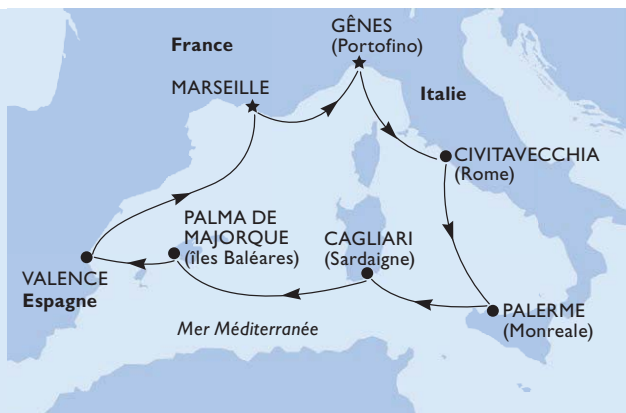 GÊNES
(Portofino)
France
MARSEILLE
Italie
CIVITAVECCHIA
(Rome)
PALMA DE
MAJORQUE
(îles Baléares)
CAGLIARI
(Sardaigne)
VALENCE
Espagne
PALERME
(Monreale)
Mer Méditerranée